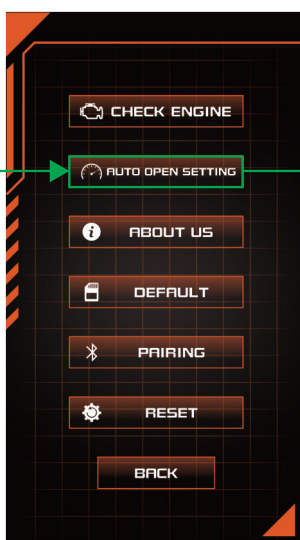 CHECK ENGINE
AUTO OPEN SETTING
ABOUT US
DEFAULT
PAIRING
RESET
BACK